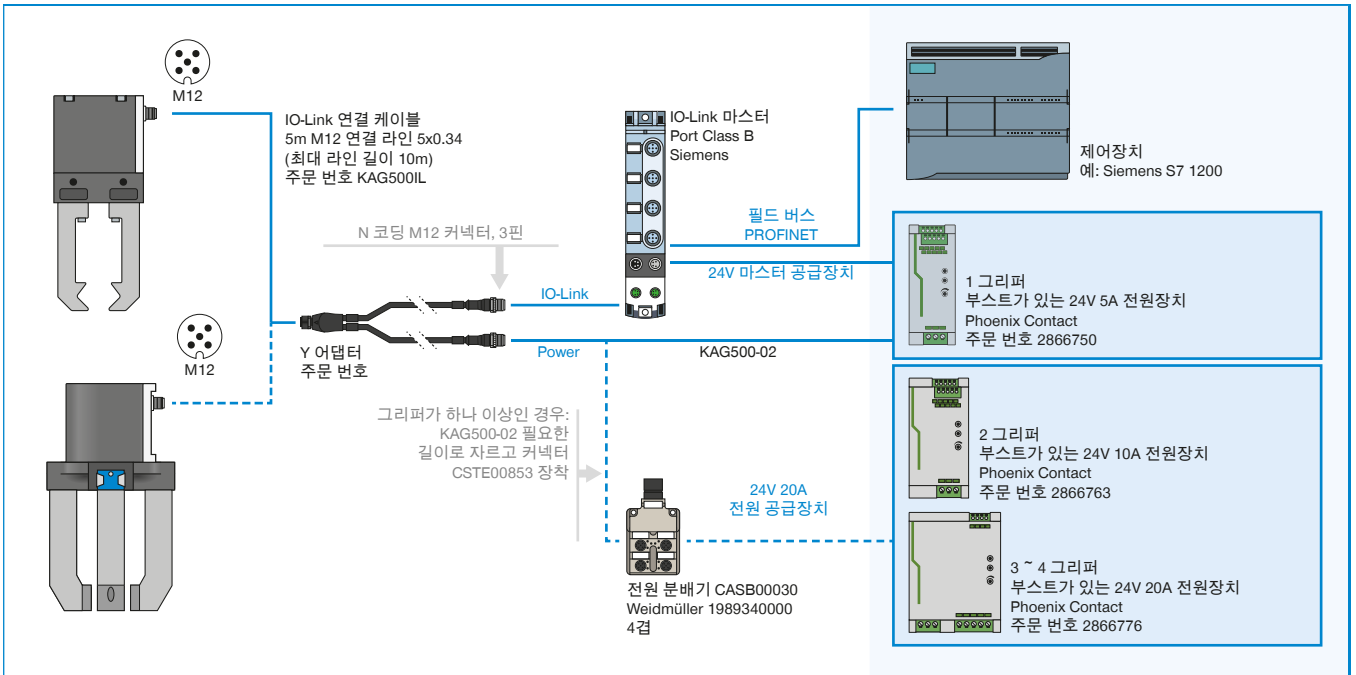 M12
IO-Link 연결 케이블
5m M12 연결 라인 5x0.34
(최대 라인 길이 10m)
주문 번호 KAG500IL
IO-Link 마스터
Port Class B
Siemens
제어장치
예: Siemens S7 1200
필드 버스
PROFINET
N 코딩 M12 커넥터, 3핀
24V 마스터 공급장치
IO-Link
1 그리퍼
부스트가 있는 24V 5A 전원장치
Phoenix Contact
주문 번호 2866750
M12
Y 어댑터
주문 번호
Power
KAG500-02
그리퍼가 하나 이상인 경우:
KAG500-02 필요한
길이로 자르고 커넥터
CSTE00853 장착
2 그리퍼
부스트가 있는 24V 10A 전원장치
Phoenix Contact
주문 번호 2866763
24V 20A
전원 공급장치
전원 분배기 CASB00030
Weidmüller 1989340000
4겹
3 ~ 4 그리퍼
부스트가 있는 24V 20A 전원장치
Phoenix Contact
주문 번호 2866776